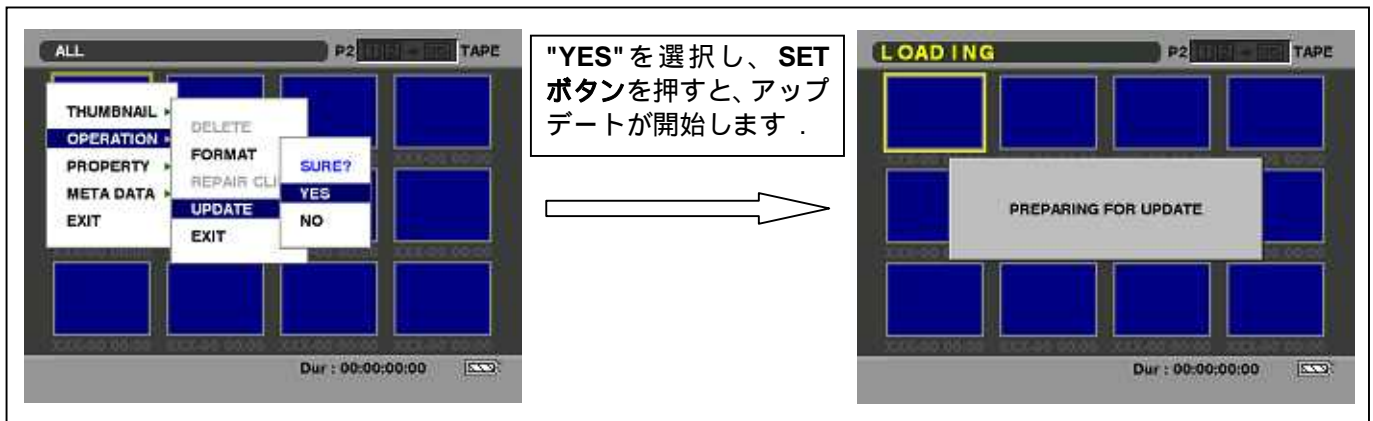 ALL P2 TAPE
THUMBNAIL
OPERATION
PROPERTY
META DATA
EXIT
DELETE
FORMAT
REPAIR CLI
UPDATE
EXIT
SURE?
YES
NO
Dur : 00:00:00:00
"YES"を選択し、SET
ボタンを押すと、アップ
デートが開始します．
LOADING P2 TAPE
PREPARING FOR UPDATE
Dur : 00:00:00:00